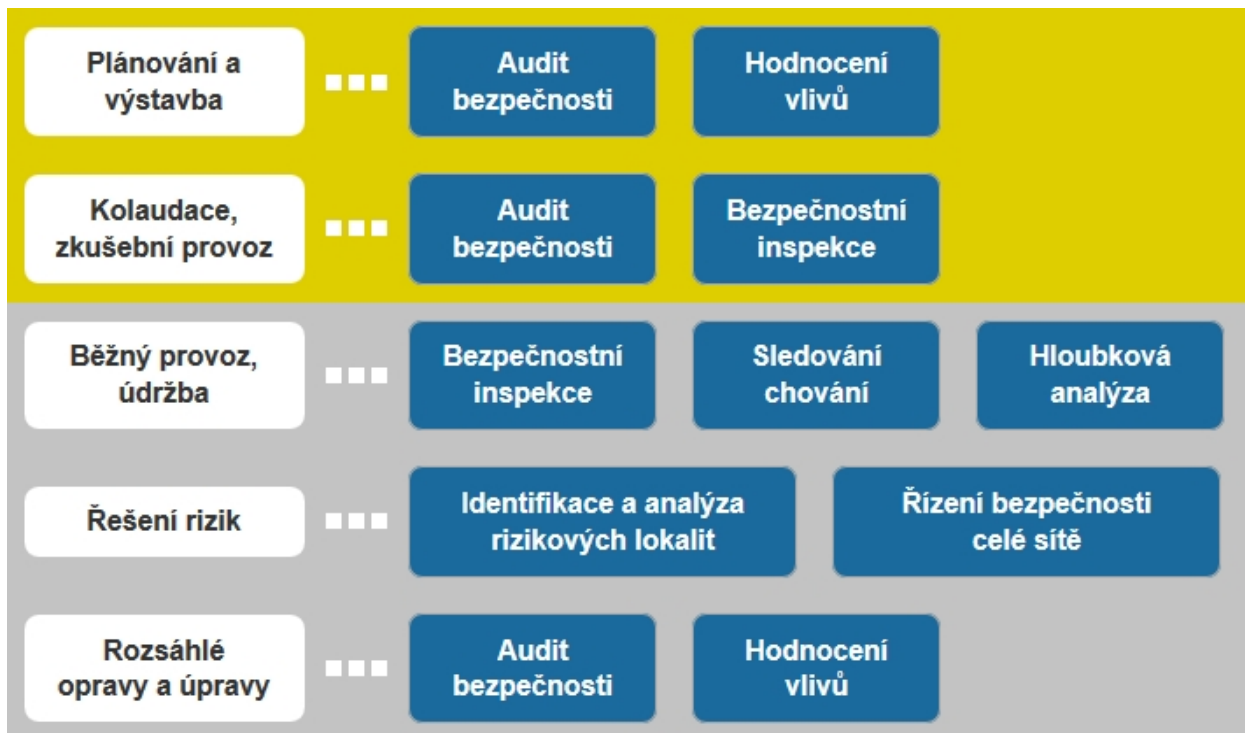 Plánování a
výstavba
Audit
bezpečnosti
Hodnocení
vlivů
Kolaudace,
zkušební provoz
Audit
bezpečnosti
Bezpečnostní
inspekce
Běžný provoz,
údržba
Bezpečnostní
inspekce
Sledování
chování
Hloubková
analýza
Řešení rizik
Identifikace a analýza
rizikových lokalit
Řízení bezpečnosti
celé sítě
Rozsáhlé
opravy a úpravy
Audit
bezpečnosti
Hodnocení
vlivů